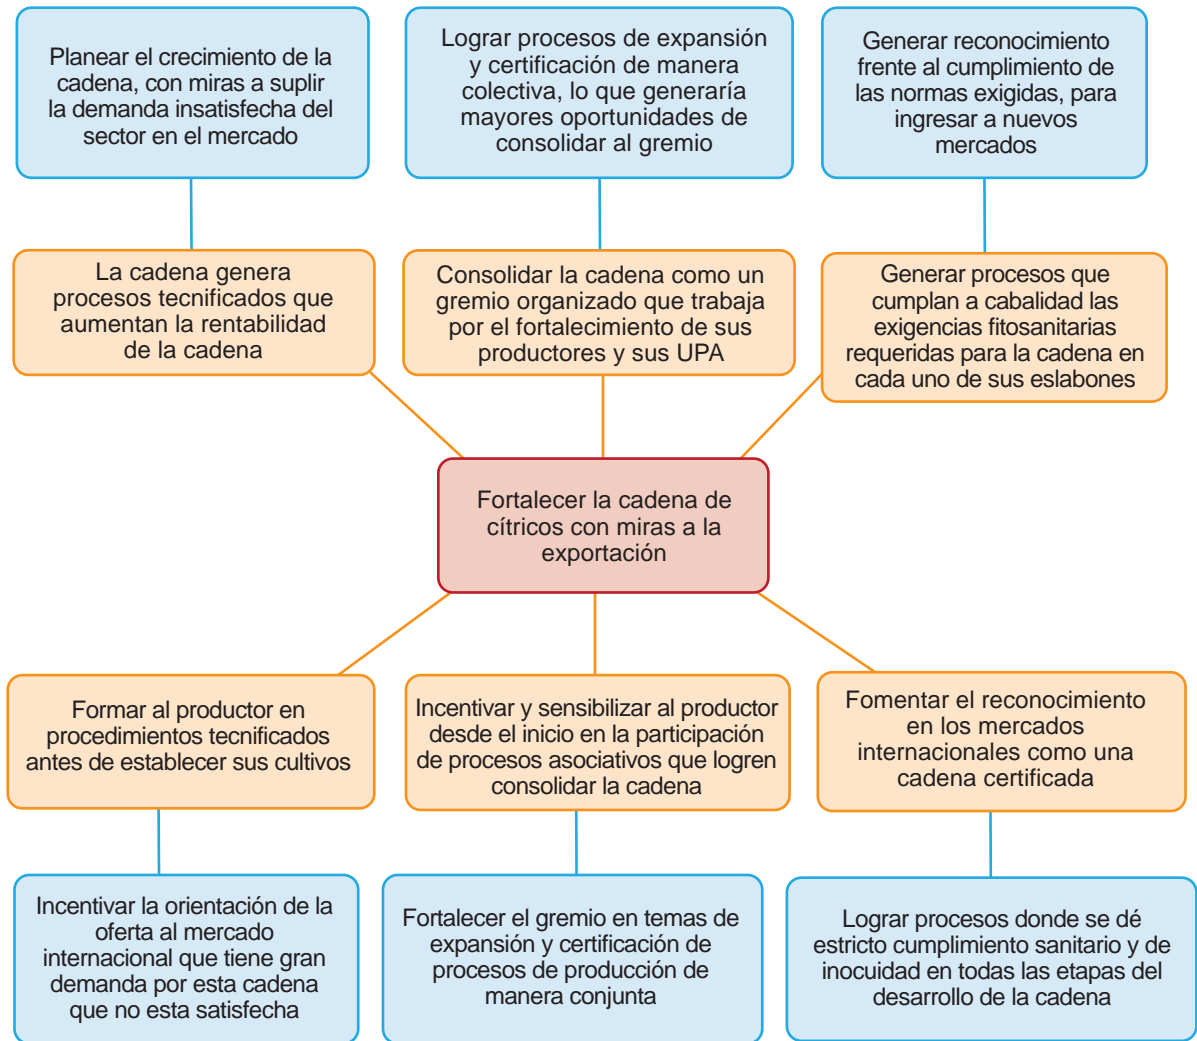 Planear el crecimiento de la
cadena, con miras a suplir
la demanda insatisfecha del
sector en el mercado
Lograr procesos de expansión
y certificación de manera
colectiva, lo que generaría
mayores oportunidades de
consolidar al gremio
Generar reconocimiento
frente al cumplimiento de
las normas exigidas, para
ingresar a nuevos
mercados
La cadena genera
procesos tecnificados que
aumentan la rentabilidad
de la cadena
Consolidar la cadena como un
gremio organizado que trabaja
por el fortalecimiento de sus
productores y sus UPA
Generar procesos que
cumplan a cabalidad las
exigencias fitosanitarias
requeridas para la cadena en
cada uno de sus eslabones
Fortalecer la cadena de
cítricos con miras a la
exportación
Formar al productor en
procedimientos tecnificados
antes de establecer sus cultivos
Incentivar y sensibilizar al productor
desde el inicio en la participación
de procesos asociativos que logren
consolidar la cadena
Fomentar el reconocimiento
en los mercados
internacionales como una
cadena certificada
Incentivar la orientación de la
oferta al mercado
internacional que tiene gran
demanda por esta cadena
que no esta satisfecha
Fortalecer el gremio en temas de
expansión y certificación de
procesos de producción de
manera conjunta
Lograr procesos donde se dé
estricto cumplimiento sanitario y de
inocuidad en todas las etapas del
desarrollo de la cadena